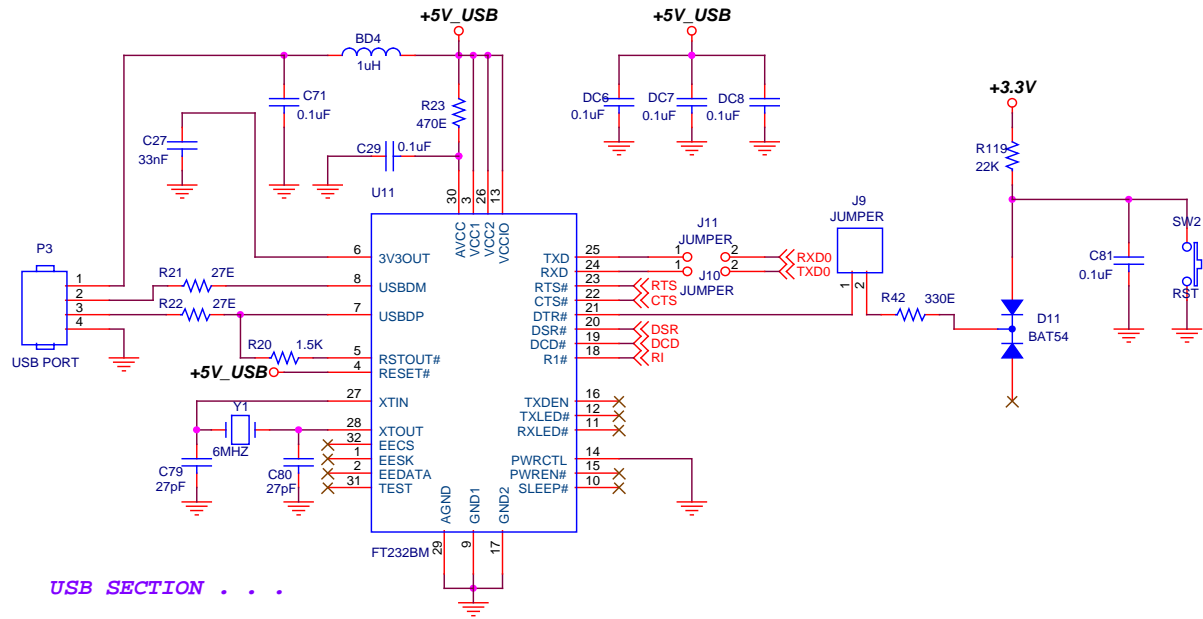 +5V_USB
+5V_USB
BD4
1uH
C71
0.1uF
R23
470E
DC6
0.1uF
DC7
0.1uF
DC8
0.1uF
+3.3V
C27
33nF
C29
0.1uF
R119
22K
U11
30
3
26
13
AVCC
VCC1
VCC2
VCCIO
J9
JUMPER
1
2
SW2
RST
C81
0.1uF
P3
1
2
3
4
USB PORT
R21
27E
R22
27E
R20
1.5K
+5V_USB
6
3V3OUT
8
USBDM
7
USBDP
5
RSTOUT#
4
RESET#
27
XTIN
28
XTOUT
32
EECS
1
EESK
2
EEDATA
31
TEST
Y1
6MHZ
C79
27pF
C80
27pF
TXD
25
RXD
24
RTS#
23
CTS#
22
DTR#
21
DSR#
20
DCD#
19
R1#
18
TXDEN
16
TXLED#
12
RXLED#
11
PWRCTL
14
PWREN#
15
SLEEP#
10
J11
JUMPER
1
2
RXD0
1
2
TXD0
J10
JUMPER
RTS
CTS
DSR
DCD
RI
R42
330E
D11
BAT54
AGND
GND1
GND2
29
9
17
FT232BM
USB SECTION . . .